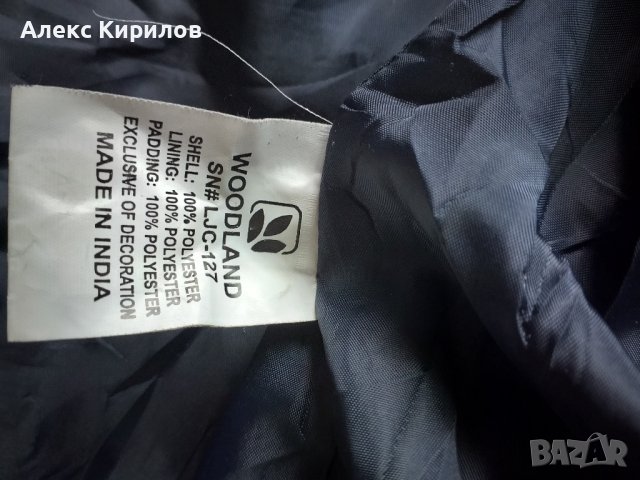 Алекс Кирилов
WOODLAND
SN# LJC-127
SHELL: 100% POLYESTER
LINING: 100% POLYESTER
PADDING: 100% POLYESTER
EXCLUSIVE OF DECORATION
MADE IN INDIA
BAZAR